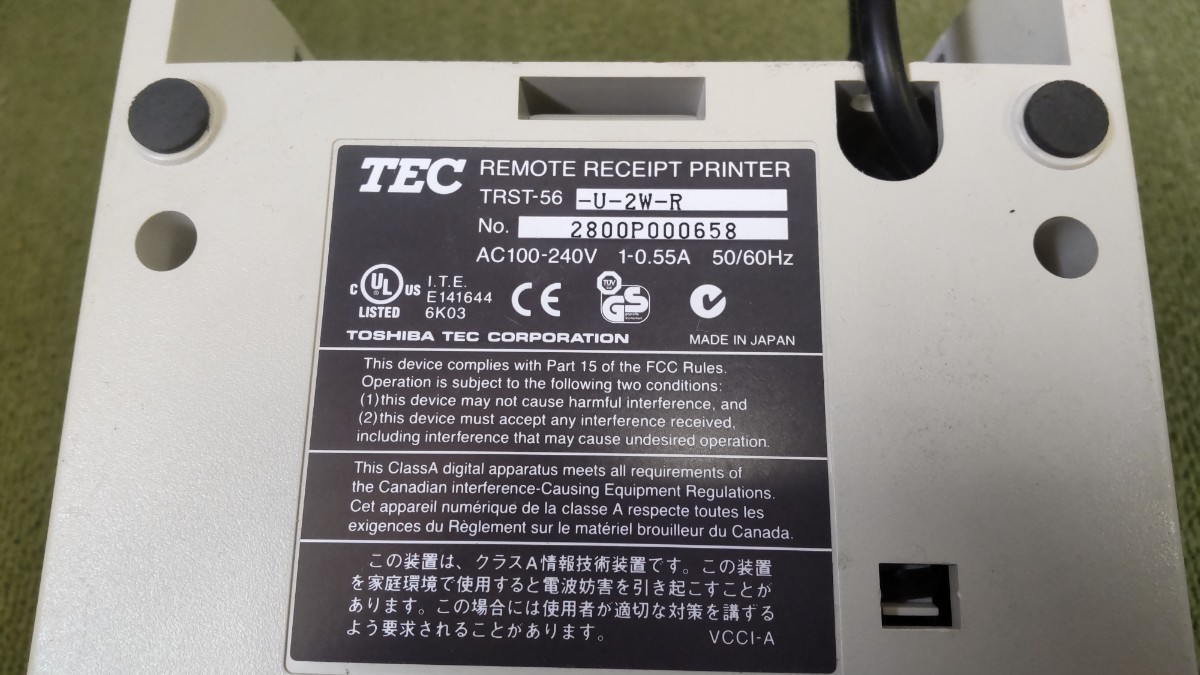 TEC REMOTE RECEIPT PRINTER
TRST-56 -U-2W-R
No. 2800P000658
AC100-240V 1-0.55A 50/60Hz
C UL US LISTED
I.T.E.
E141644
6K03
CE
TÜV
GS
TOSHIBA TEC CORPORATION
MADE IN JAPAN
This device complies with Part 15 of the FCC Rules.
Operation is subject to the following two conditions:
(1)this device may not cause harmful interference, and
(2)this device must accept any interference received,
including interference that may cause undesired operation.
This ClassA digital apparatus meets all requirements of
the Canadian interference-Causing Equipment Regulations.
Cet appareil numérique de la classe A respecte toutes les
exigences du Règlement sur le matériel brouilleur du Canada.
この装置は、クラスA情報技術装置です。この装置
を家庭環境で使用すると電波妨害を引き起こすことが
あります。この場合には使用者が適切な対策を講ずる
よう要求されることがあります。
VCCI-A